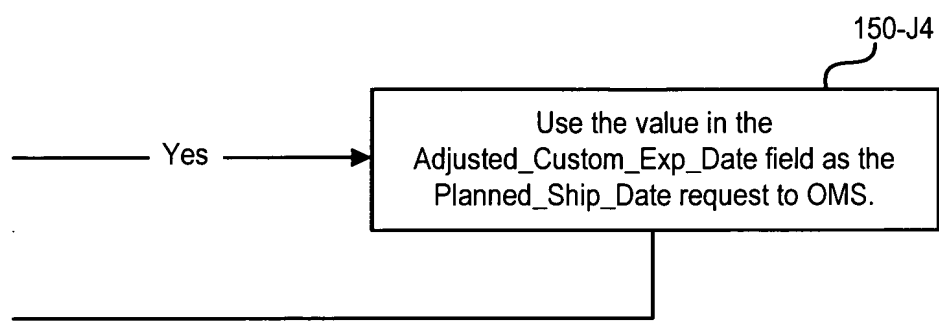 150-J4
Yes
Use the value in the
Adjusted_Custom_Exp_Date field as the
Planned_Ship_Date request to OMS.